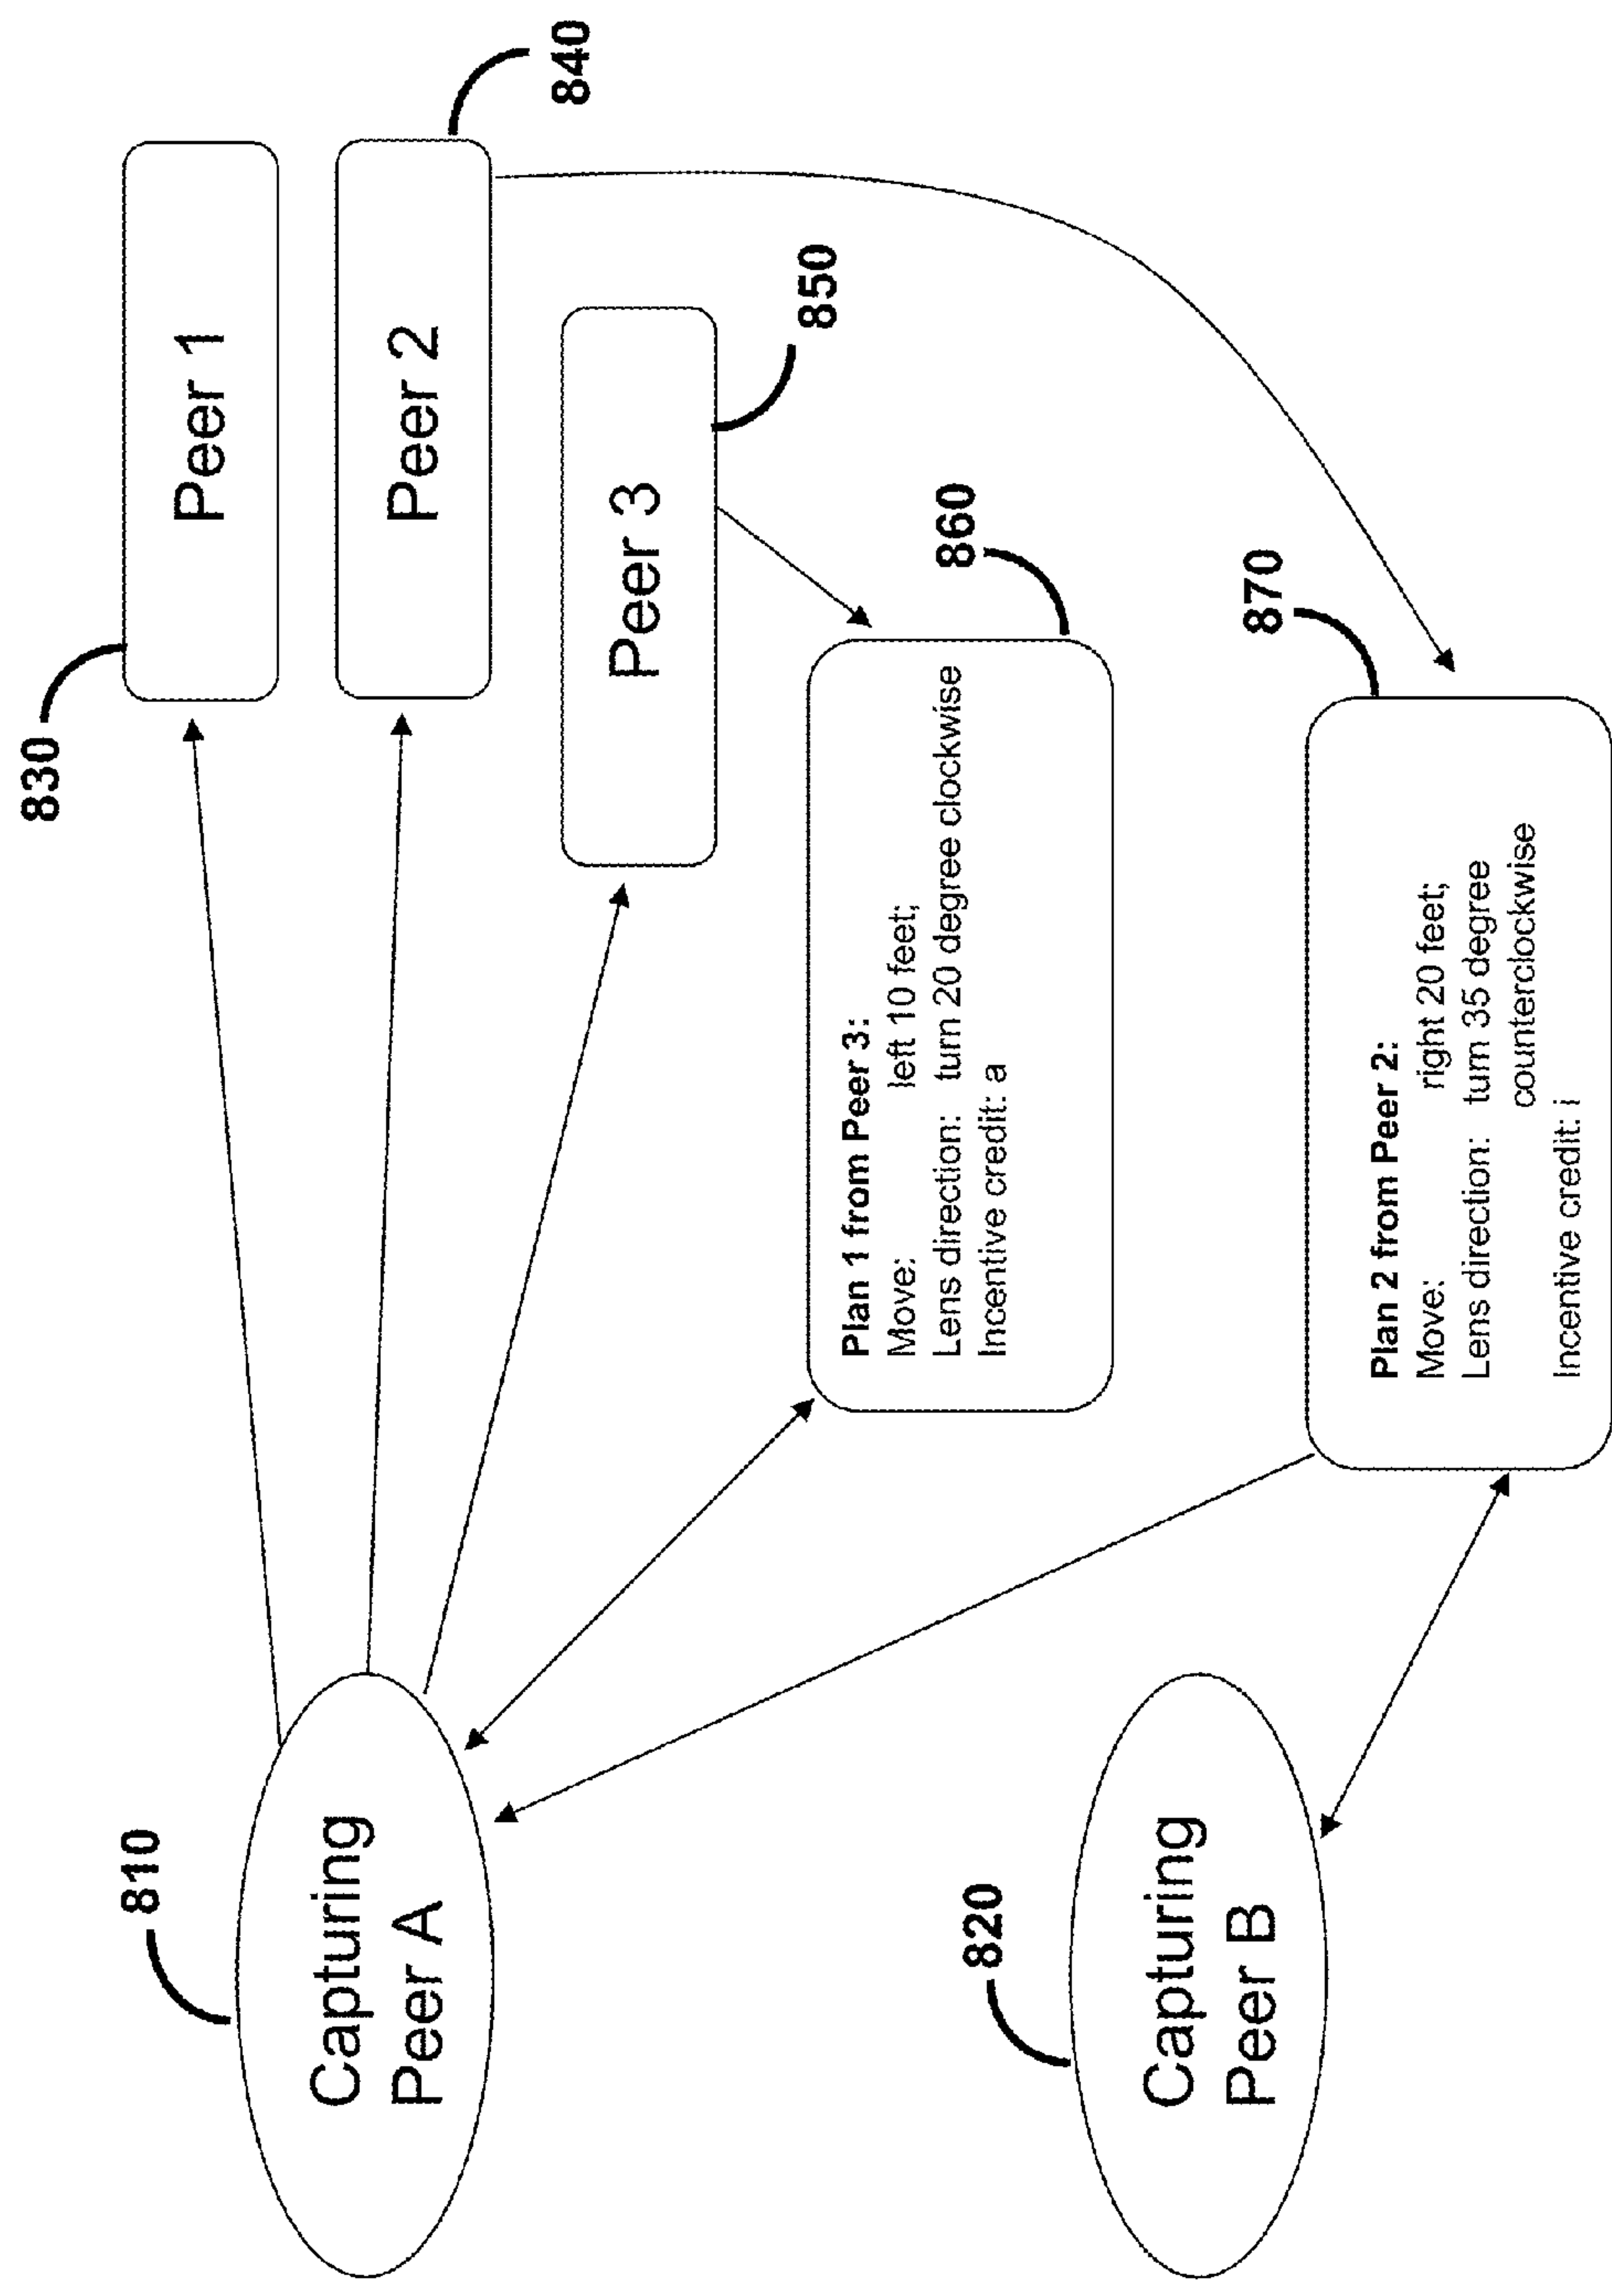 810
Capturing
Peer A
820
Capturing
Peer B
830
Peer 1
Peer 2
840
Peer 3
850
860
Plan 1 from Peer 3:
Move: left 10 feet;
Lens direction: turn 20 degree clockwise
Incentive credit: a
870
Plan 2 from Peer 2:
Move: right 20 feet;
Lens direction: turn 35 degree
counterclockwise
Incentive credit: i